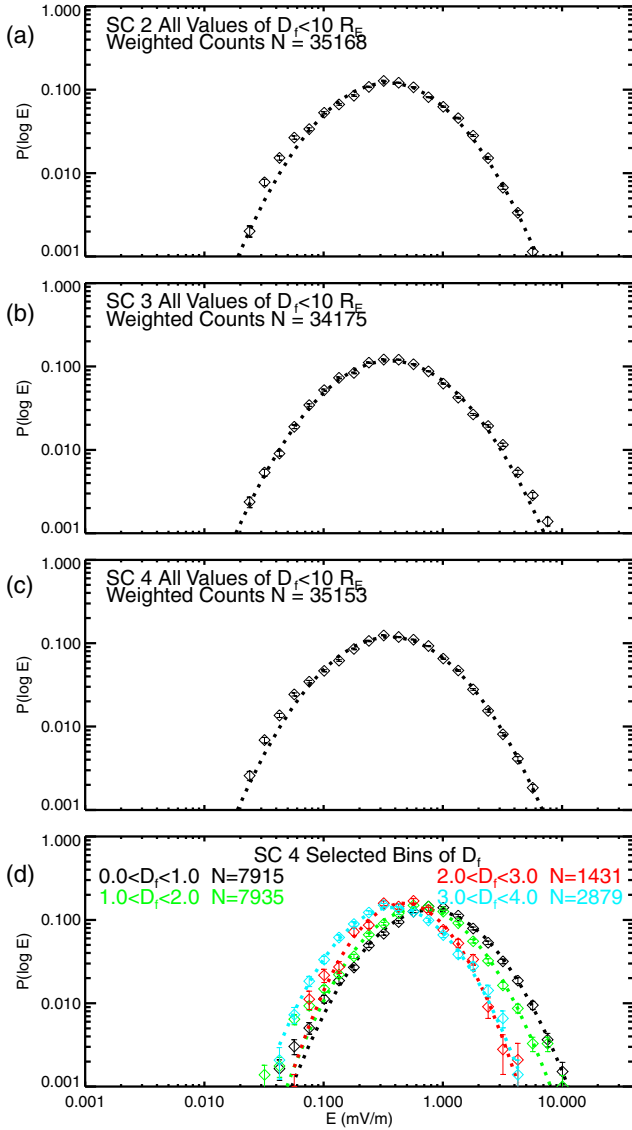 (a)
SC 2 All Values of D_f<10 R_E
Weighted Counts N = 35168
1.000
0.100
0.010
0.001
P(log E)
(b)
SC 3 All Values of D_f<10 R_E
Weighted Counts N = 34175
1.000
0.100
0.010
0.001
P(log E)
(c)
SC 4 All Values of D_f<10 R_E
Weighted Counts N = 35153
1.000
0.100
0.010
0.001
P(log E)
(d)
SC 4 Selected Bins of D_f
0.0<D_f<1.0 N=7915
2.0<D_f<3.0 N=1431
1.0<D_f<2.0 N=7935
3.0<D_f<4.0 N=2879
1.000
0.100
0.010
0.001
P(log E)
0.001 0.010 0.100 1.000 10.000
E (mV/m)